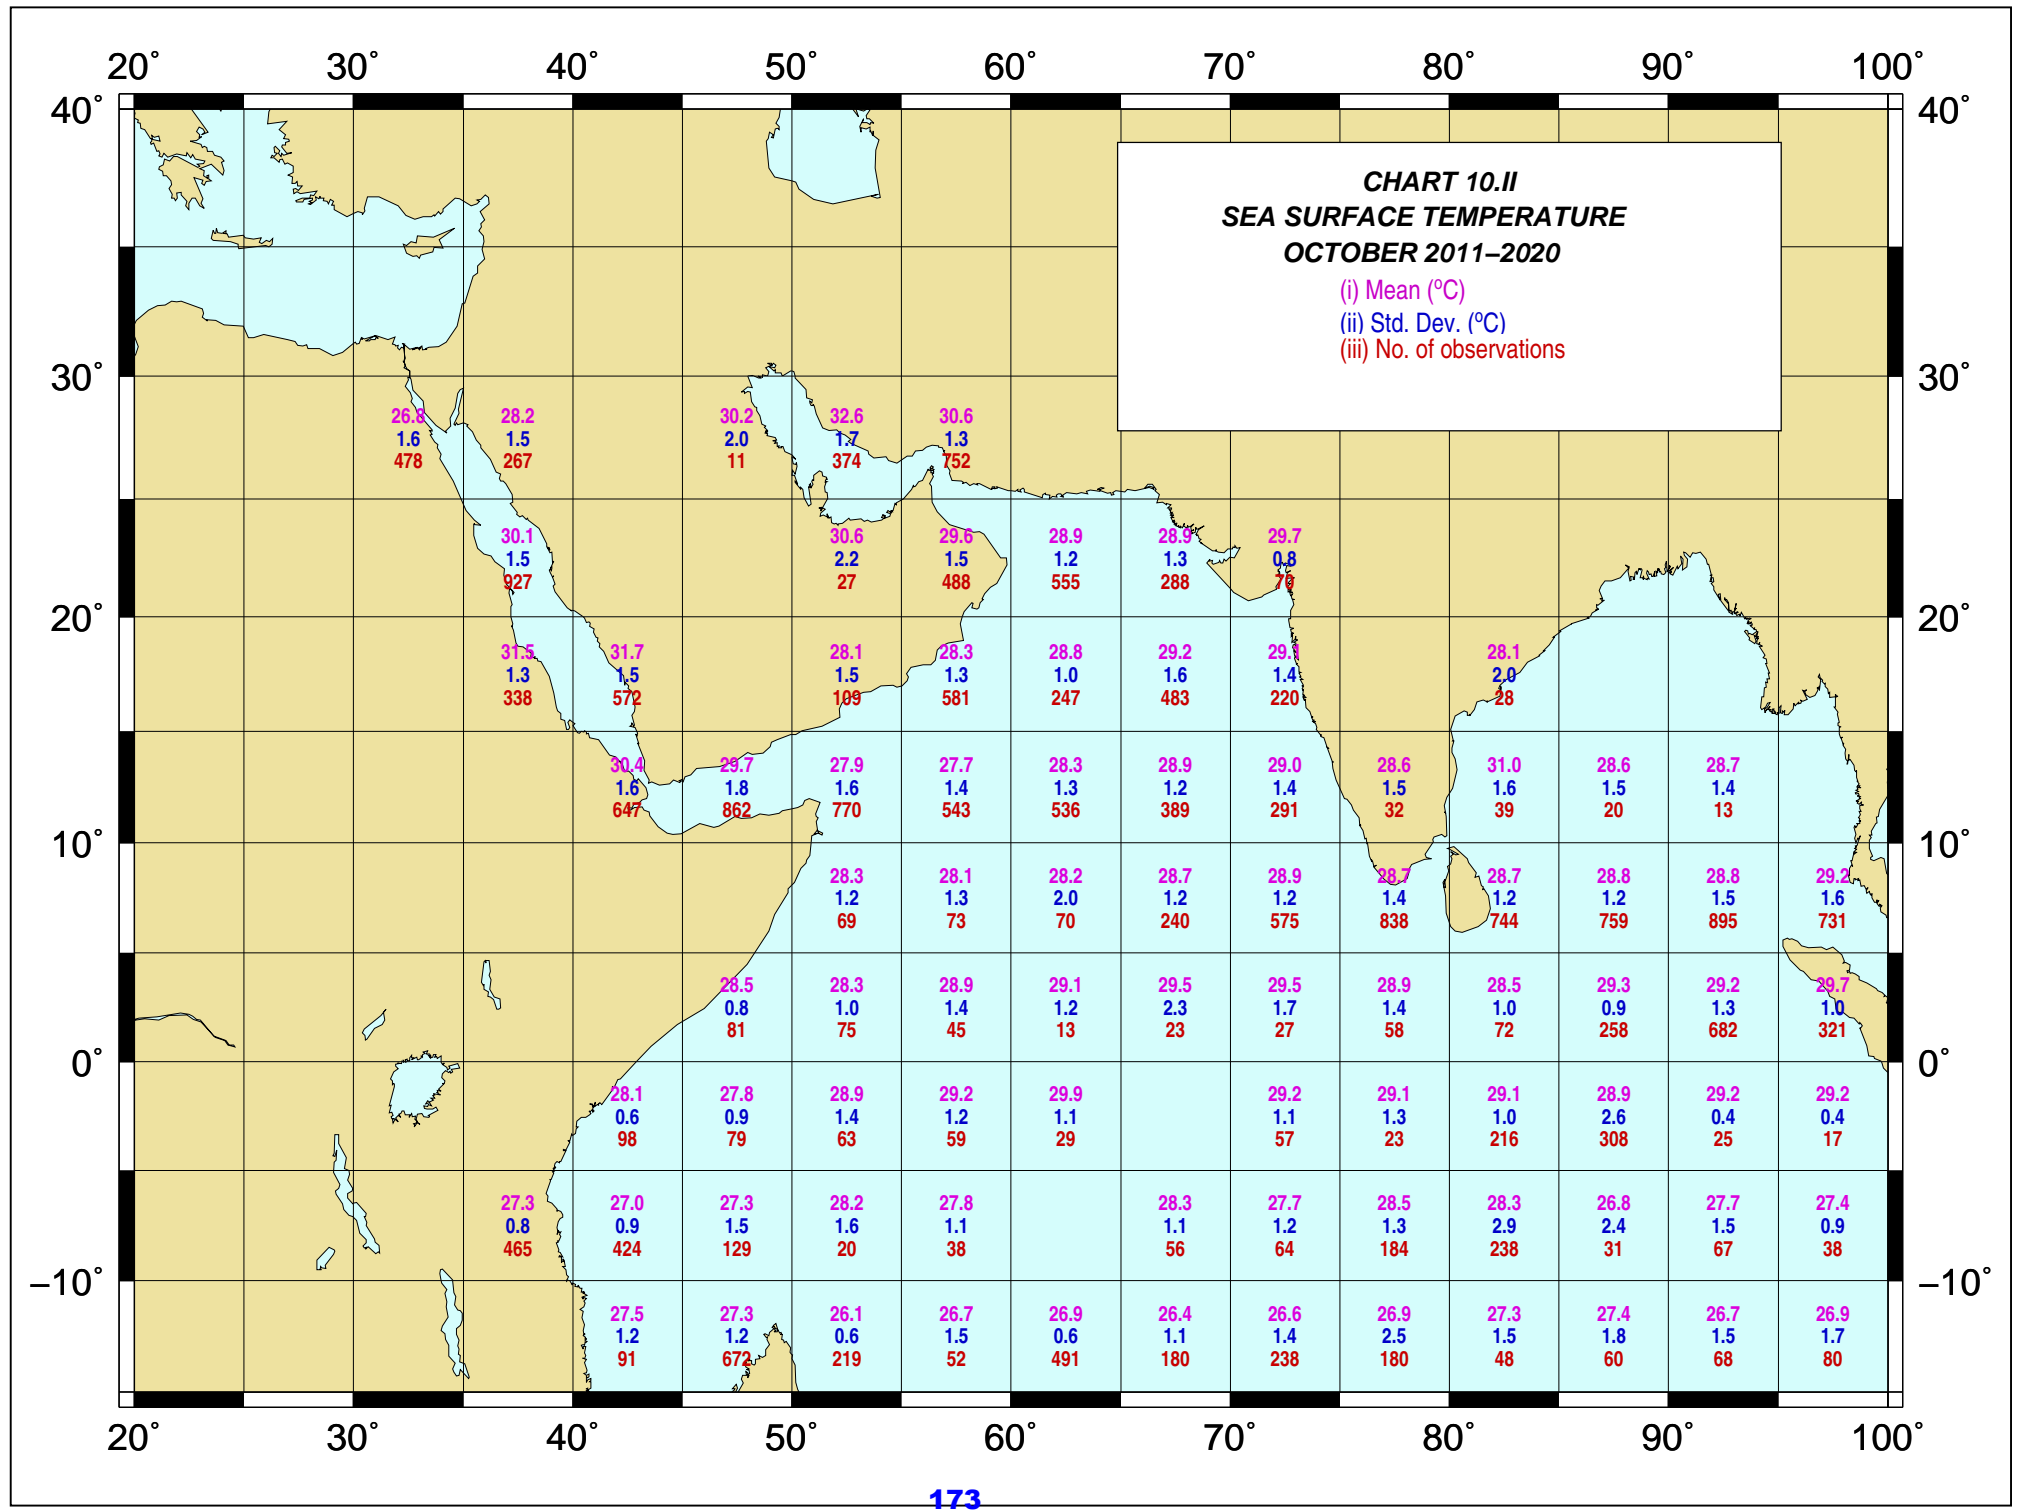 20° 30° 40° 50° 60° 70° 80° 90° 100°
40° 40°
CHART 10.II
SEA SURFACE TEMPERATURE
OCTOBER 2011–2020
(i) Mean (ºC)
(ii) Std. Dev. (ºC)
(iii) No. of observations
30° 30°
26.8 28.2 30.2 32.6 30.6
1.6 1.5 2.0 1.7 1.3
478 267 11 374 752
30.1 30.6 29.6 28.9 28.9 29.7
1.5 2.2 1.5 1.2 1.3 0.8
927 27 488 555 288 70
20° 20°
31.5 31.7 28.1 28.3 28.8 29.2 29.1 28.1
1.3 1.5 1.5 1.3 1.0 1.6 1.4 2.0
338 572 109 581 247 483 220 28
30.4 29.7 27.9 27.7 28.3 28.9 29.0 28.6 31.0 28.6 28.7
1.6 1.8 1.6 1.4 1.3 1.2 1.4 1.5 1.6 1.5 1.4
647 862 770 543 536 389 291 32 39 20 13
10° 10°
28.3 28.1 28.2 28.7 28.9 28.7 28.7 28.8 28.8 29.2
1.2 1.3 2.0 1.2 1.2 1.4 1.2 1.2 1.5 1.6
69 73 70 240 575 838 744 759 895 731
28.5 28.3 28.9 29.1 29.5 29.5 28.9 28.5 29.3 29.2 29.7
0.8 1.0 1.4 1.2 2.3 1.7 1.4 1.0 0.9 1.3 1.0
81 75 45 13 23 27 58 72 258 682 321
0° 0°
28.1 27.8 28.9 29.2 29.9 29.2 29.1 29.1 28.9 29.2 29.2
0.6 0.9 1.4 1.2 1.1 1.1 1.3 1.0 2.6 0.4 0.4
98 79 63 59 29 57 23 216 308 25 17
27.3 27.0 27.3 28.2 27.8 28.3 27.7 28.5 28.3 26.8 27.7 27.4
0.8 0.9 1.5 1.6 1.1 1.1 1.2 1.3 2.9 2.4 1.5 0.9
465 424 129 20 38 56 64 184 238 31 67 38
–10° –10°
27.5 27.3 26.1 26.7 26.9 26.4 26.6 26.9 27.3 27.4 26.7 26.9
1.2 1.2 0.6 1.5 0.6 1.1 1.4 2.5 1.5 1.8 1.5 1.7
91 672 219 52 491 180 238 180 48 60 68 80
20° 30° 40° 50° 60° 70° 80° 90° 100°
173